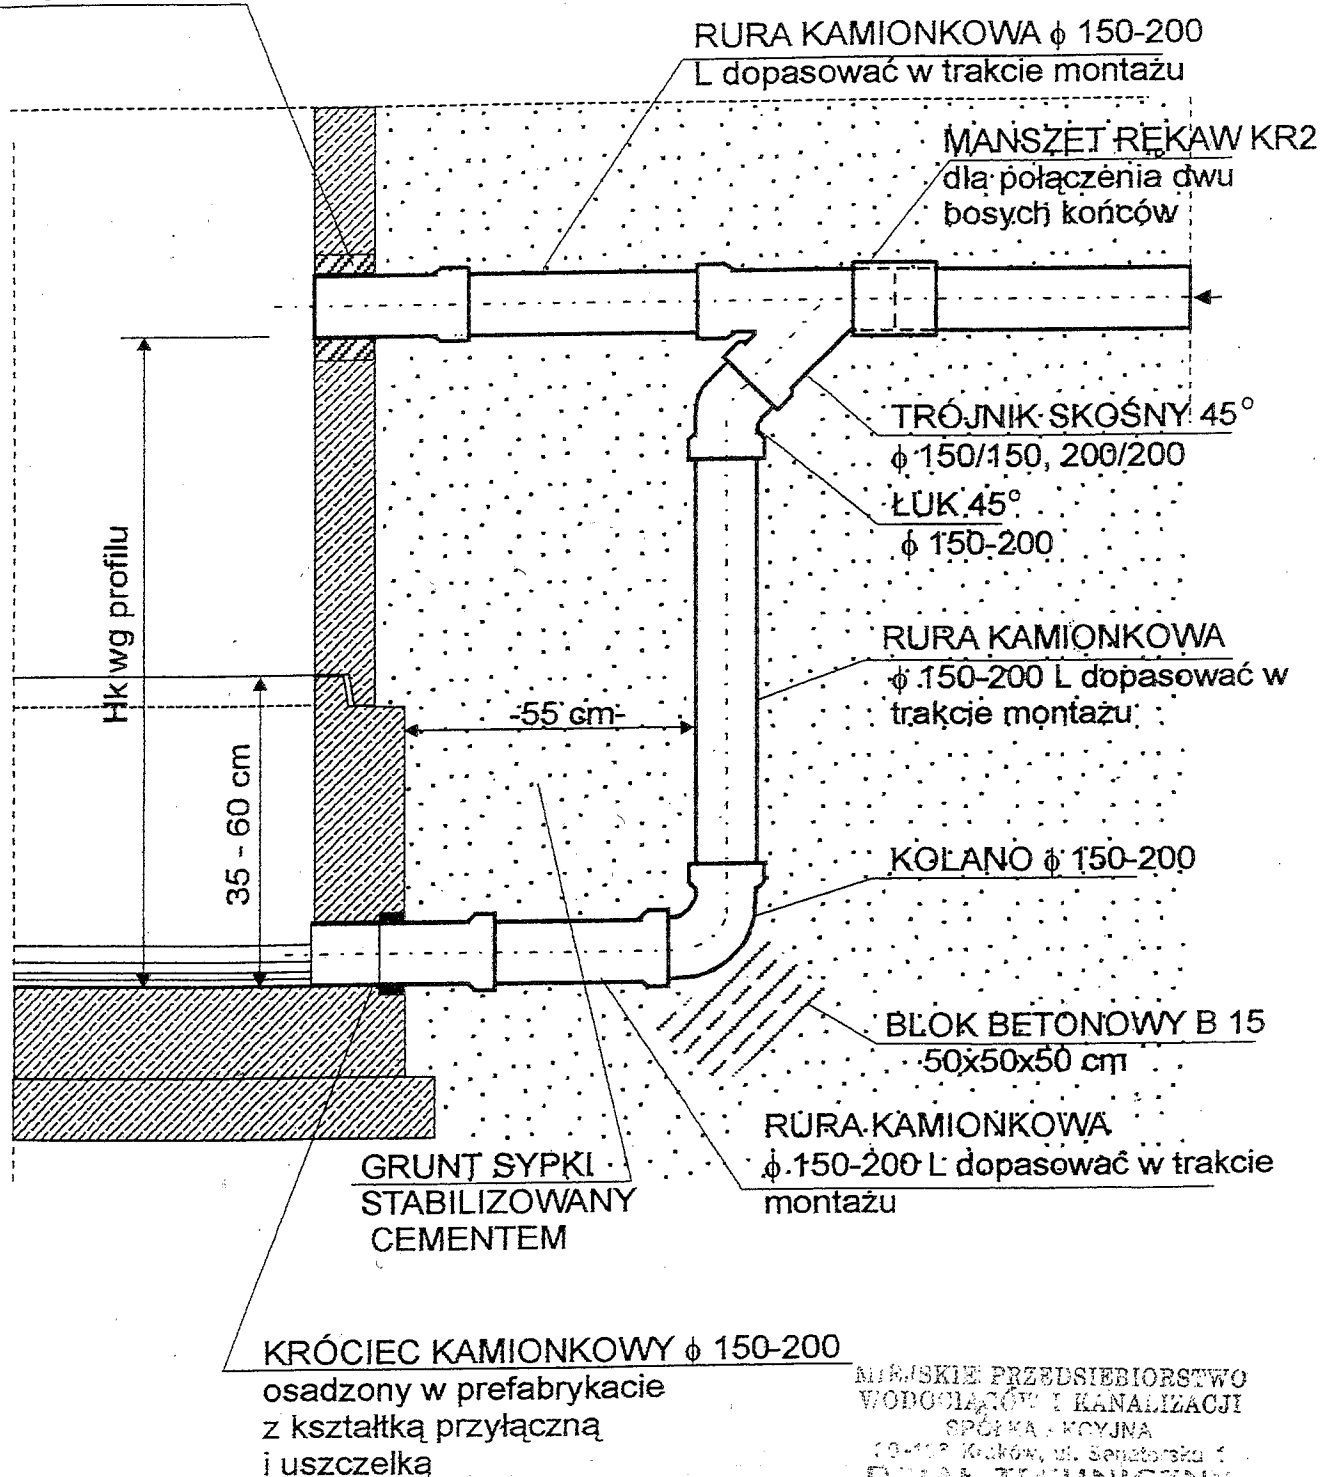 RURA KAMIONKOWA ϕ 150-200
L dopasować w trakcie montażu
MANSZET RĘKAW KR2
dla połączenia dwu
bosych końców
TRÓJNIK SKOŚNY 45°
ϕ 150/150, 200/200
ŁUK 45°
ϕ 150-200
Hk wg profilu
RURA KAMIONKOWA
ϕ 150-200 L dopasować w
trakcie montażu
55 cm
35 - 60 cm
KOLANO ϕ 150-200
BLOK BETONOWY B 15
50x50x50 cm
RURA KAMIONKOWA
ϕ 150-200 L dopasować w trakcie
montażu
GRUNT SYPKI
STABILIZOWANY
CEMENTEM
KRÓCIEC KAMIONKOWY ϕ 150-200
osadzony w prefabrykacie
z kształtką przyłączną
i uszczelką
MIEJSKIE PRZEDSIEBIORSTWO
WODOCIĄGÓW I KANALIZACJI
SPÓŁKA AKCYJNA
Kraków, ul. Senatorska 1